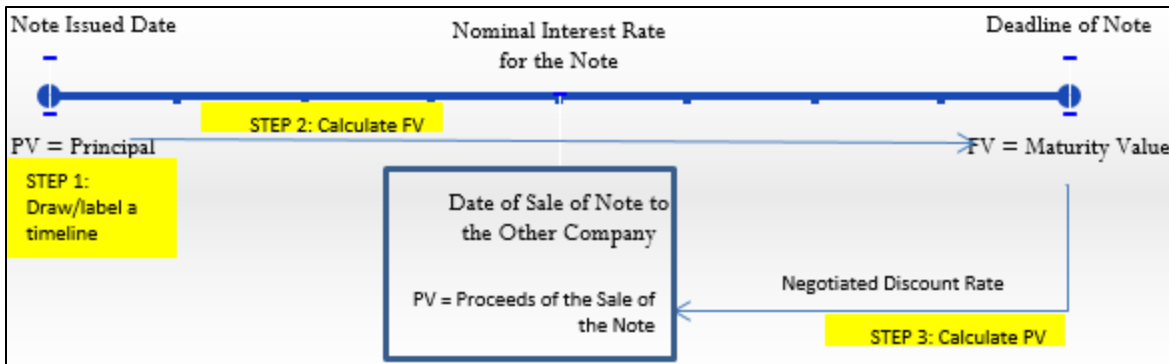 Note Issued Date
Nominal Interest Rate
for the Note
Deadline of Note
STEP 2: Calculate FV
PV = Principal
FV = Maturity Value
STEP 1:
Draw/label a
timeline
Date of Sale of Note to
the Other Company
PV = Proceeds of the Sale of
the Note
Negotiated Discount Rate
STEP 3: Calculate PV